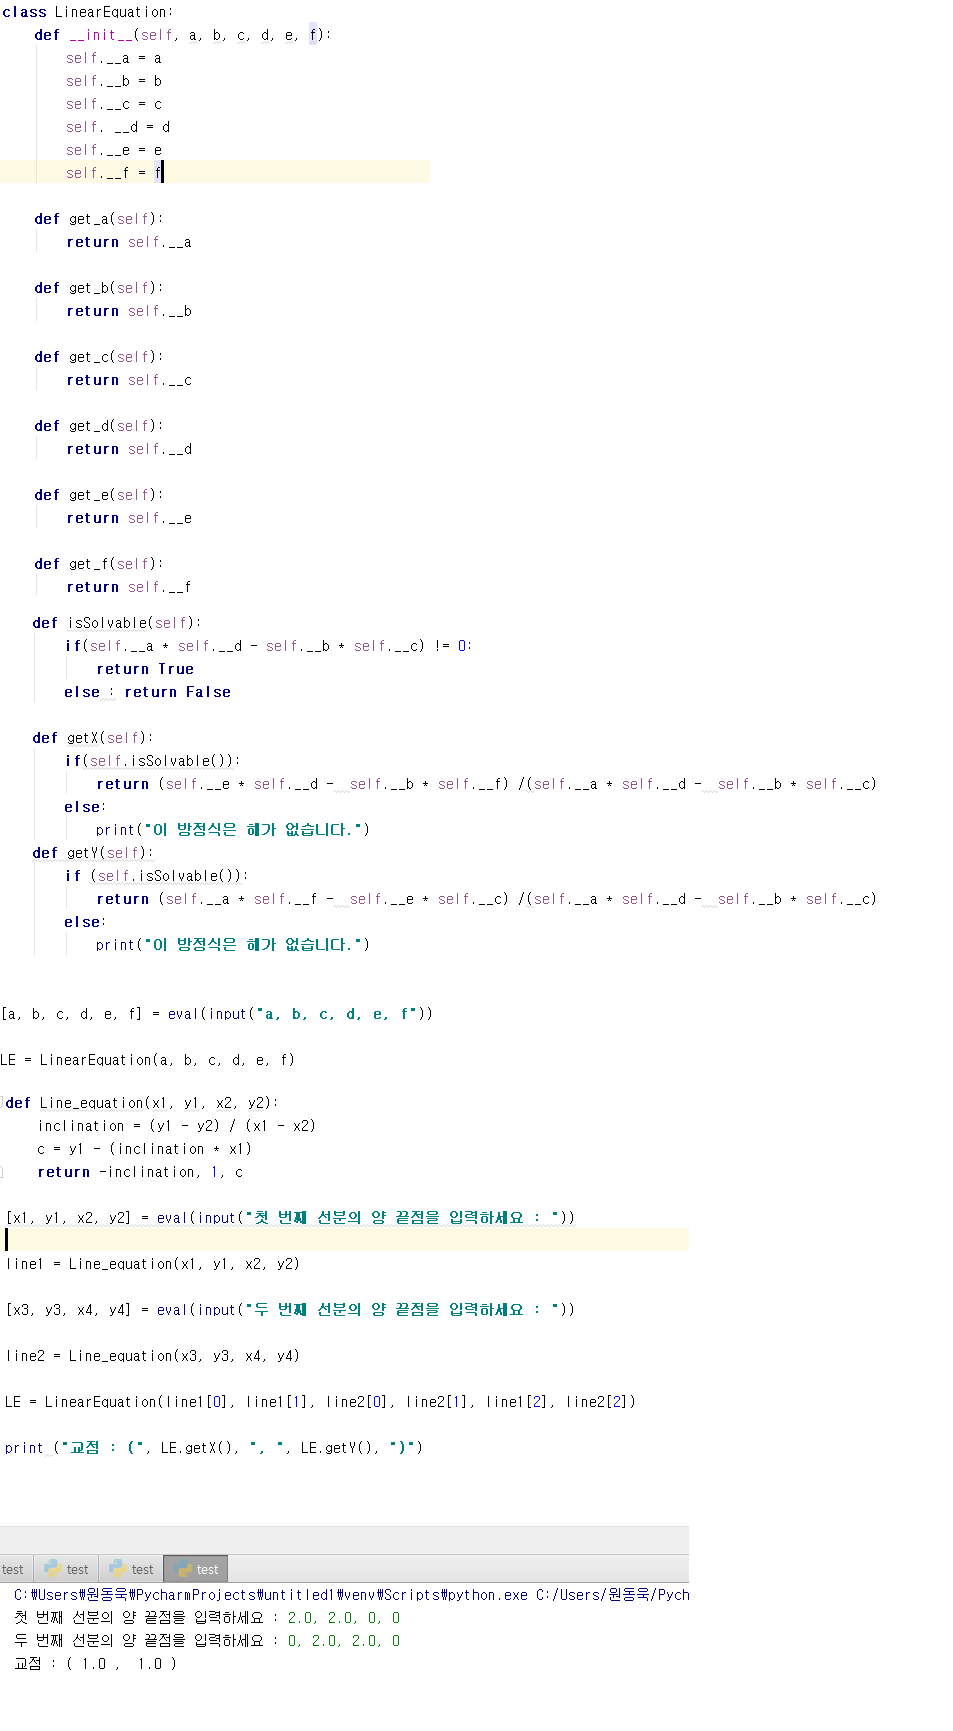 class LinearEquation:
def __init__(self, a, b, c, d, e, f):
self.__a = a
self.__b = b
self.__c = c
self. __d = d
self.__e = e
self.__f = f
def get_a(self):
return self.__a
def get_b(self):
return self.__b
def get_c(self):
return self.__c
def get_d(self):
return self.__d
def get_e(self):
return self.__e
def get_f(self):
return self.__f
def isSolvable(self):
if(self.__a * self.__d - self.__b * self.__c) != 0:
return True
else : return False
def getX(self):
if(self.isSolvable()):
return (self.__e * self.__d -  self.__b * self.__f) /(self.__a * self.__d -  self.__b * self.__c)
else:
print("이 방정식은 해가 없습니다.")
def getY(self):
if (self.isSolvable()):
return (self.__a * self.__f -  self.__e * self.__c) /(self.__a * self.__d -  self.__b * self.__c)
else:
print("이 방정식은 해가 없습니다.")
[a, b, c, d, e, f] = eval(input("a, b, c, d, e, f"))
LE = LinearEquation(a, b, c, d, e, f)
def Line_equation(x1, y1, x2, y2):
inclination = (y1 - y2) / (x1 - x2)
c = y1 - (inclination * x1)
return -inclination, 1, c
[x1, y1, x2, y2] = eval(input("첫 번째 선분의 양 끝점을 입력하세요 : "))
line1 = Line_equation(x1, y1, x2, y2)
[x3, y3, x4, y4] = eval(input("두 번째 선분의 양 끝점을 입력하세요 : "))
line2 = Line_equation(x3, y3, x4, y4)
LE = LinearEquation(line1[0], line1[1], line2[0], line2[1], line1[2], line2[2])
print ("교점 : (", LE.getX(), ", ", LE.getY(), ")")
test test test test
C:\Users\원동욱\PycharmProjects\untitled1\venv\Scripts\python.exe C:/Users/원동욱/Pych
첫 번째 선분의 양 끝점을 입력하세요 : 2.0, 2.0, 0, 0
두 번째 선분의 양 끝점을 입력하세요 : 0, 2.0, 2.0, 0
교점 : ( 1.0 ,  1.0 )